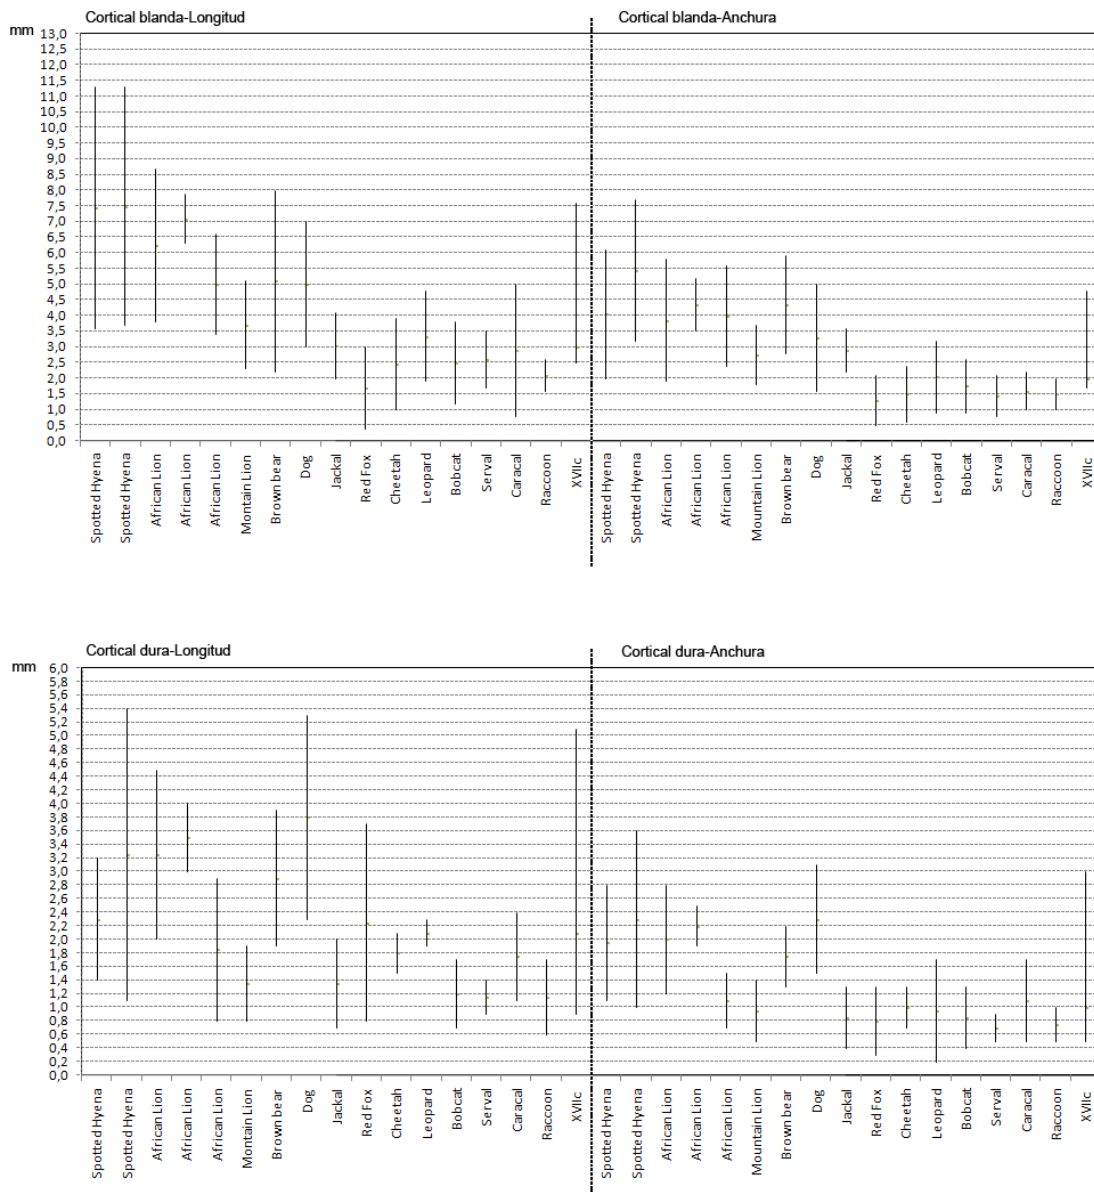 Cortical blanda-Longitud
Cortical blanda-Anchura
mm
13,0
12,5
12,0
11,5
11,0
10,5
10,0
9,5
9,0
8,5
8,0
7,5
7,0
6,5
6,0
5,5
5,0
4,5
4,0
3,5
3,0
2,5
2,0
1,5
1,0
0,5
0,0
Spotted Hyena
Spotted Hyena
African Lion
African Lion
African Lion
Montain Lion
Brown bear
Dog
Jackal
Red Fox
Cheetah
Leopard
Bobcat
Serval
Caracal
Raccoon
XVIIc
Spotted Hyena
Spotted Hyena
African Lion
African Lion
African Lion
Mountain Lion
Brown bear
Dog
Jackal
Red Fox
Cheetah
Leopard
Bobcat
Serval
Caracal
Raccoon
XVIIc
Cortical dura-Longitud
Cortical dura-Anchura
mm
6,0
5,8
5,6
5,4
5,2
5,0
4,8
4,6
4,4
4,2
4,0
3,8
3,6
3,4
3,2
3,0
2,8
2,6
2,4
2,2
2,0
1,8
1,6
1,4
1,2
1,0
0,8
0,6
0,4
0,2
0,0
Spotted Hyena
Spotted Hyena
African Lion
African Lion
African Lion
Montain Lion
Brown bear
Dog
Jackal
Red Fox
Cheetah
Leopard
Bobcat
Serval
Caracal
Raccoon
XVIIc
Spotted Hyena
Spotted Hyena
African Lion
African Lion
African Lion
Mountain Lion
Brown bear
Dog
Jackal
Red Fox
Cheetah
Leopard
Bobcat
Serval
Caracal
Raccoon
XVIIc